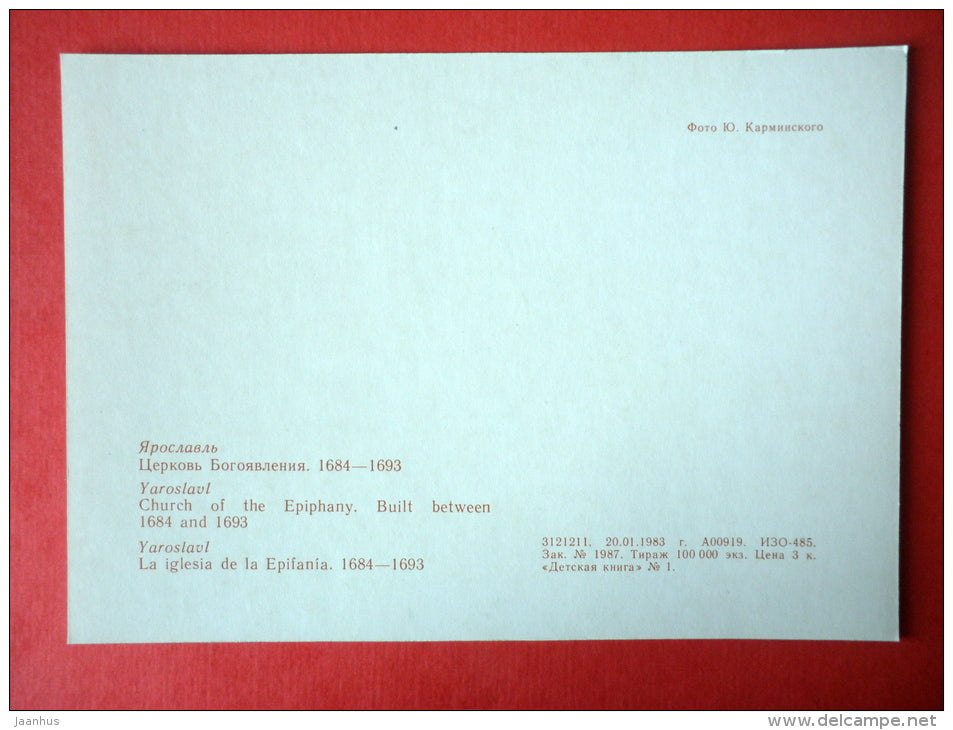 Фото Ю. Карминского
Ярославль
Церковь Богоявления. 1684—1693
Yaroslavl
Church of the Epiphany. Built between
1684 and 1693
Yaroslavl
La iglesia de la Epifanía. 1684—1693
3121211. 20.01.1983 г. А00919. ИЗО-485.
Зак. № 1987. Тираж 100 000 экз. Цена 3 к.
«Детская книга» № 1.
Jaanhus
www.delcampe.net